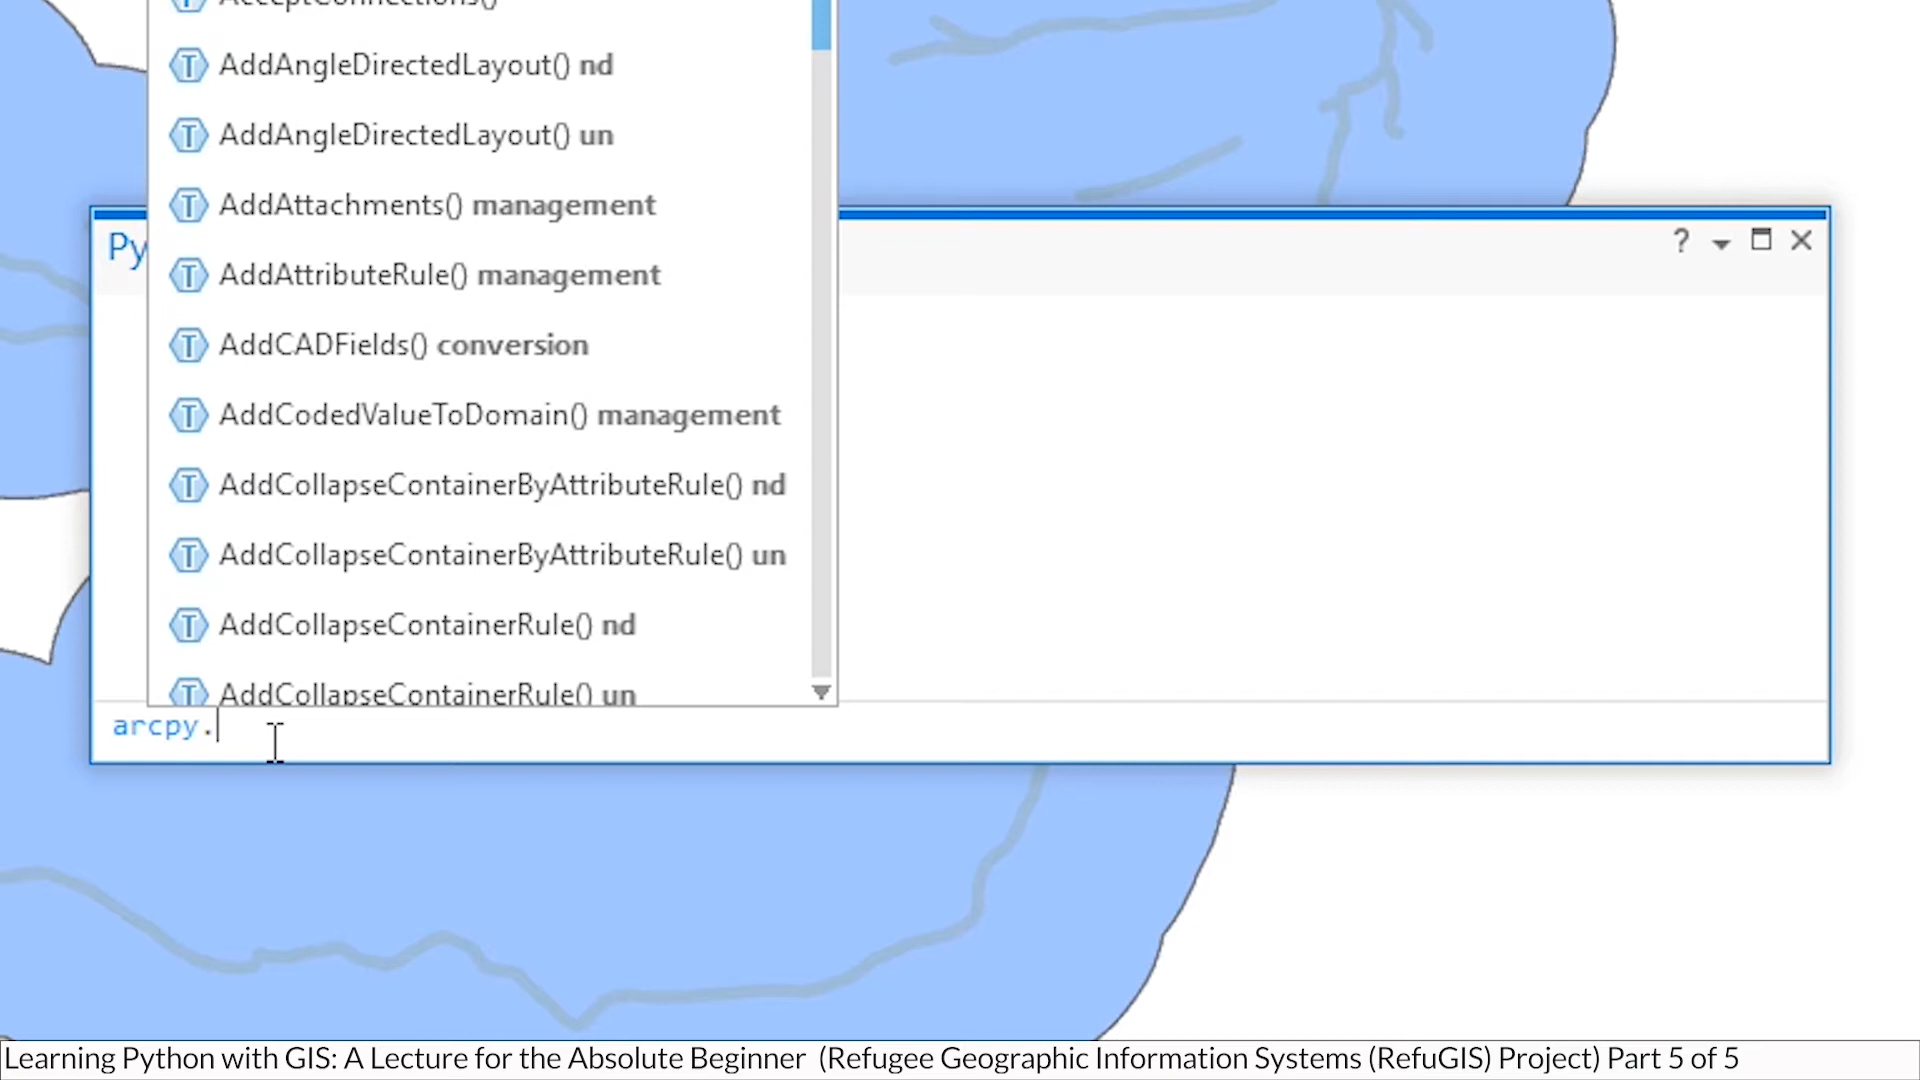 AcceptConnections()
AddAngleDirectedLayout() nd
AddAngleDirectedLayout() un
AddAttachments() management
AddAttributeRule() management
AddCADFields() conversion
AddCodedValueToDomain() management
AddCollapseContainerByAttributeRule() nd
AddCollapseContainerByAttributeRule() un
AddCollapseContainerRule() nd
AddCollapseContainerRule() un
Py
?
arcpy.
Learning Python with GIS: A Lecture for the Absolute Beginner (Refugee Geographic Information Systems (RefuGIS) Project) Part 5 of 5